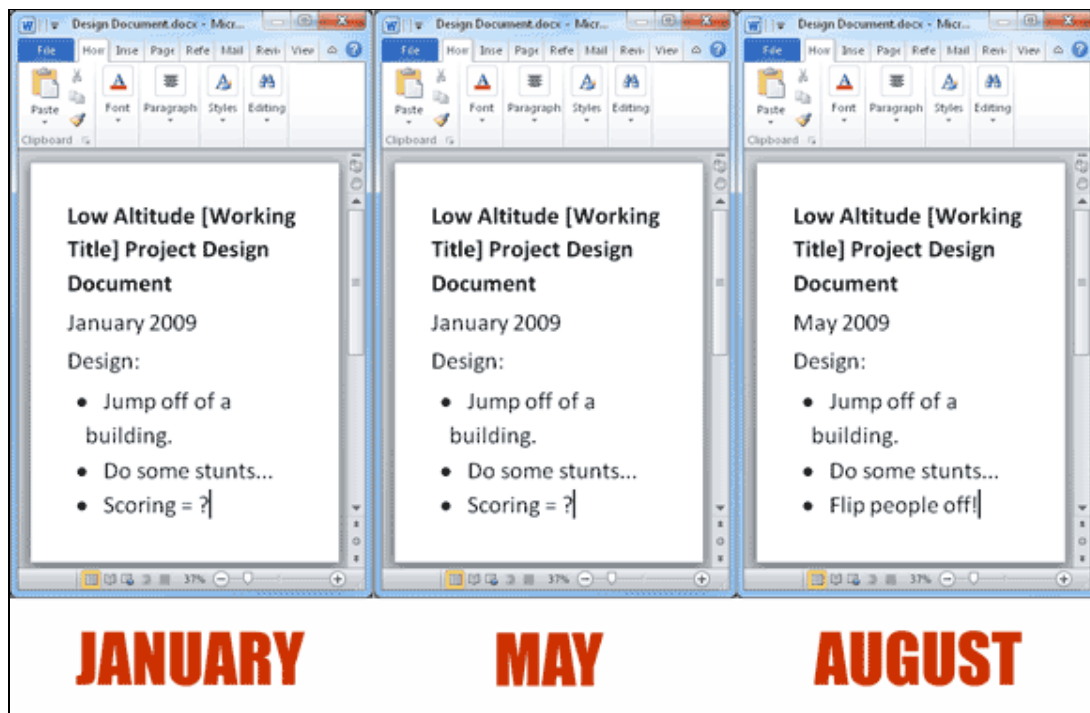 Design Document.docx - Micr...
File Hom Inse Page Refe Mail Revi View
Paste Font Paragraph Styles Editing
Clipboard
Low Altitude [Working
Title] Project Design
Document
January 2009
Design:
• Jump off of a
building.
• Do some stunts...
• Scoring = ?
37%
JANUARY
Design Document.docx - Micr...
File Hom Inse Page Refe Mail Revi View
Paste Font Paragraph Styles Editing
Clipboard
Low Altitude [Working
Title] Project Design
Document
January 2009
Design:
• Jump off of a
building.
• Do some stunts...
• Scoring = ?
37%
MAY
Design Document.docx - Micr...
File Hom Inse Page Refe Mail Revi View
Paste Font Paragraph Styles Editing
Clipboard
Low Altitude [Working
Title] Project Design
Document
May 2009
Design:
• Jump off of a
building.
• Do some stunts...
• Flip people off!
37%
AUGUST